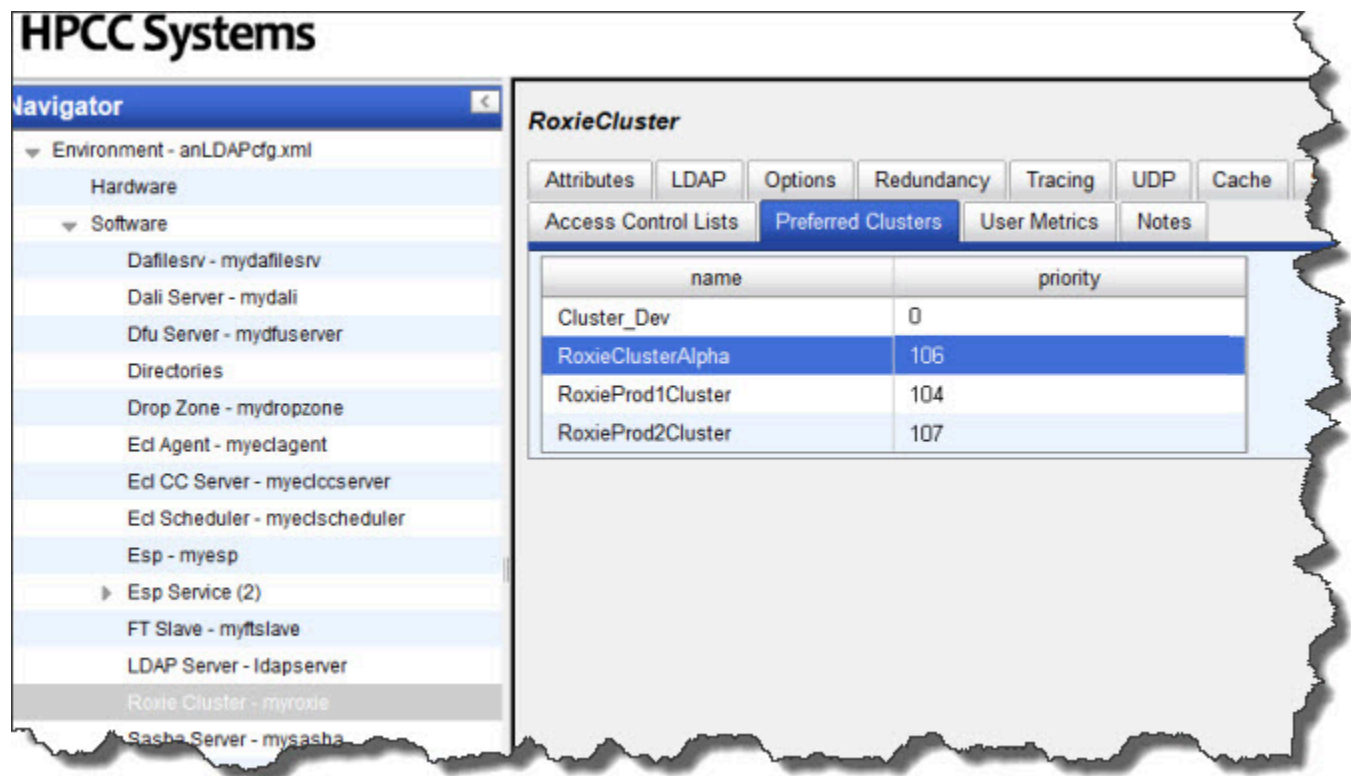 HPCC Systems
Navigator
Environment - anLDAPcfg.xml
Hardware
Software
Dafilesrv - mydafilesrv
Dali Server - mydali
Dfu Server - mydfuserver
Directories
Drop Zone - mydropzone
Ecl Agent - myeclagent
Ecl CC Server - myeclccserver
Ecl Scheduler - myeclscheduler
Esp - myesp
Esp Service (2)
FT Slave - myftslave
LDAP Server - ldapserver
Roxie Cluster - myroxie
Sasha Server - mysasha
RoxieCluster
Attributes LDAP Options Redundancy Tracing UDP Cache
Access Control Lists Preferred Clusters User Metrics Notes
name priority
Cluster_Dev 0
RoxieClusterAlpha 106
RoxieProd1Cluster 104
RoxieProd2Cluster 107